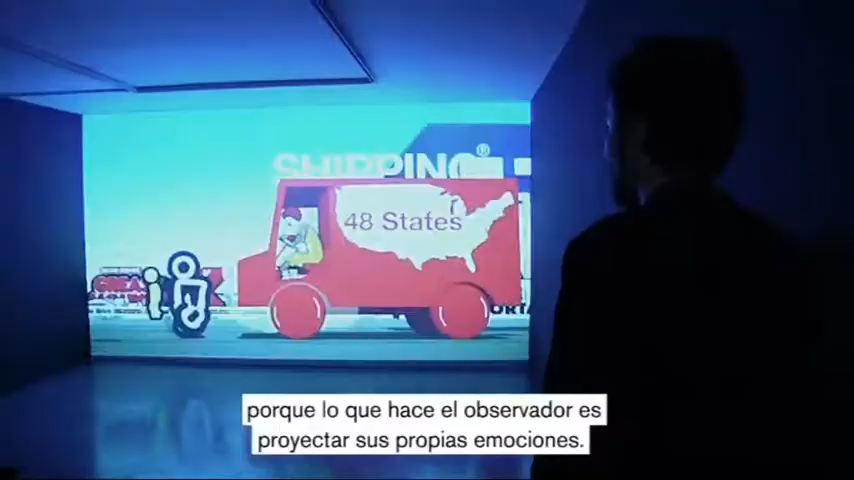 SHIPPING®
48 States
porque lo que hace el observador es
proyectar sus propias emociones.